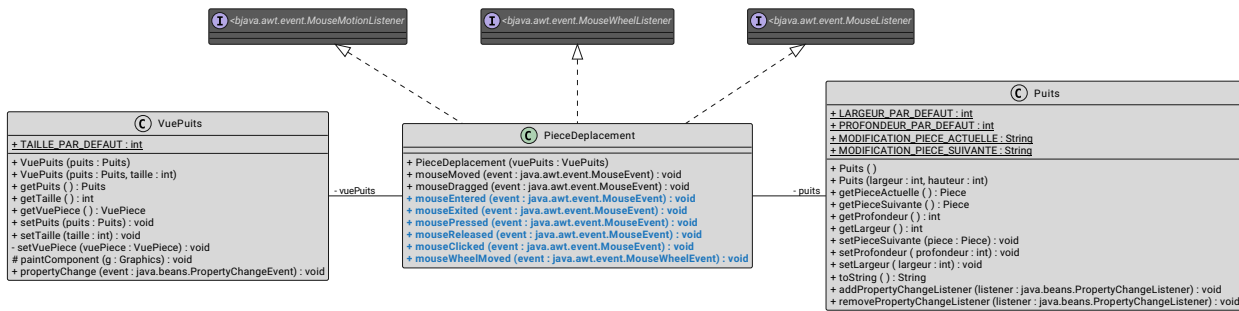 I <bjava.awt.event.MouseMotionListener
I <bjava.awt.event.MouseWheelListener
I <bjava.awt.event.MouseListener
C VuePuits
+ TAILLE_PAR_DEFAUT : int
+ VuePuits (puits : Puits)
+ VuePuits (puits : Puits, taille : int)
+ getPuits ( ) : Puits
+ getTaille ( ) : int
+ getVuePiece ( ) : VuePiece
+ setPuits (puits : Puits) : void
+ setTaille (taille : int) : void
- setVuePiece (vuePiece : VuePiece) : void
# paintComponent (g : Graphics) : void
+ propertyChange (event : java.beans.PropertyChangeEvent) : void
- vuePuits
C PieceDeplacement
+ PieceDeplacement (vuePuits : VuePuits)
+ mouseMoved (event : java.awt.event.MouseEvent) : void
+ mouseDragged (event : java.awt.event.MouseEvent) : void
+ mouseEntered (event : java.awt.event.MouseEvent) : void
+ mouseExited (event : java.awt.event.MouseEvent) : void
+ mousePressed (event : java.awt.event.MouseEvent) : void
+ mouseReleased (event : java.awt.event.MouseEvent) : void
+ mouseClicked (event : java.awt.event.MouseEvent) : void
+ mouseWheelMoved (event : java.awt.event.MouseWheelEvent) : void
- puits
C Puits
+ LARGEUR_PAR_DEFAUT : int
+ PROFONDEUR_PAR_DEFAUT : int
+ MODIFICATION_PIECE_ACTUELLE : String
+ MODIFICATION_PIECE_SUIVANTE : String
+ Puits ( )
+ Puits (largeur : int, hauteur : int)
+ getPieceActuelle ( ) : Piece
+ getPieceSuivante ( ) : Piece
+ getProfondeur ( ) : int
+ getLargeur ( ) : int
+ setPieceSuivante (piece : Piece) : void
+ setProfondeur ( profondeur : int) : void
+ setLargeur ( largeur : int) : void
+ toString ( ) : String
+ addPropertyChangeListener (listener : java.beans.PropertyChangeListener) : void
+ removePropertyChangeListener (listener : java.beans.PropertyChangeListener) : void